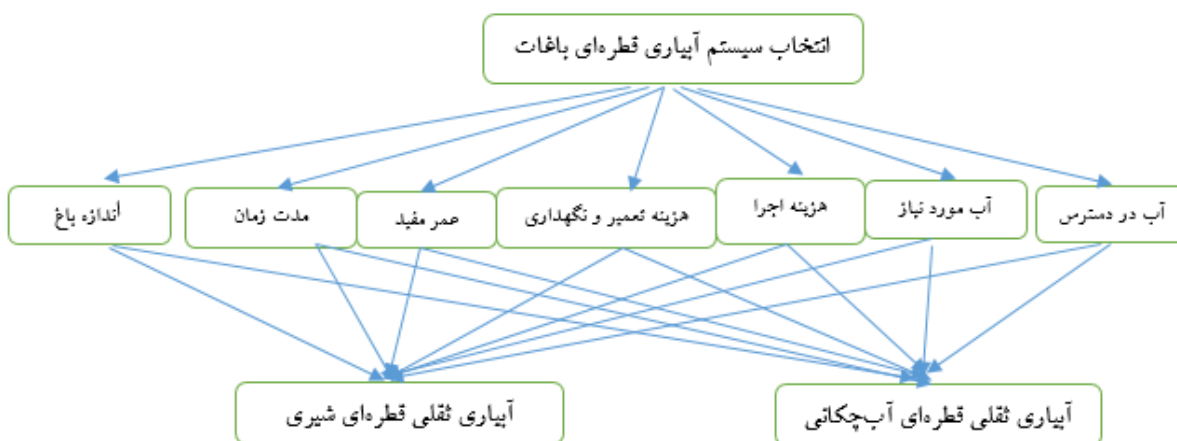 انتخاب سیستم آبیاری قطره‌ای باغات
آب در دسترس
آب مورد نیاز
هزینه اجرا
هزینه تعمیر و نگهداری
عمر مفید
مدت زمان
اندازه باغ
آبیاری ثقلی قطره‌ای آب‌چکانی
آبیاری ثقلی قطره‌ای شیری